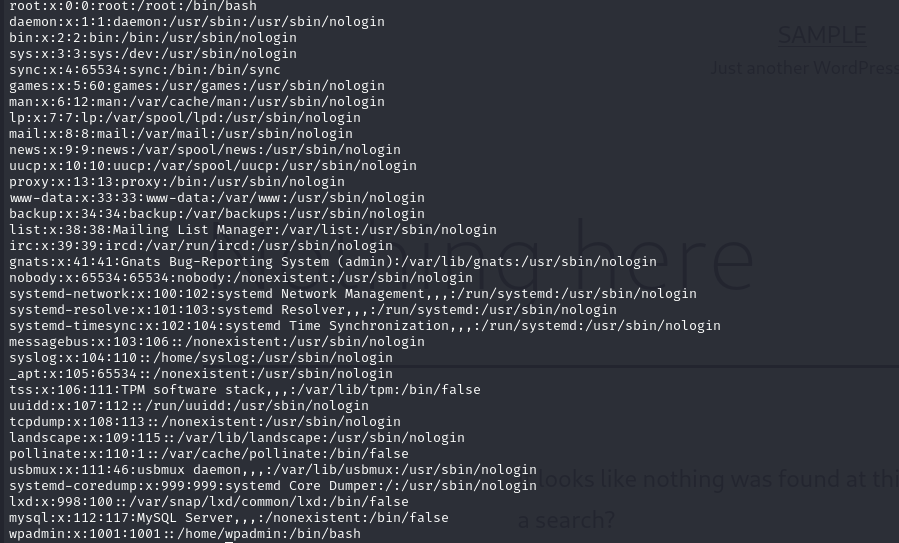 root:x:0:0:root:/root:/bin/bash
daemon:x:1:1:daemon:/usr/sbin:/usr/sbin/nologin
bin:x:2:2:bin:/bin:/usr/sbin/nologin
sys:x:3:3:sys:/dev:/usr/sbin/nologin
sync:x:4:65534:sync:/bin:/bin/sync
games:x:5:60:games:/usr/games:/usr/sbin/nologin
man:x:6:12:man:/var/cache/man:/usr/sbin/nologin
lp:x:7:7:lp:/var/spool/lpd:/usr/sbin/nologin
mail:x:8:8:mail:/var/mail:/usr/sbin/nologin
news:x:9:9:news:/var/spool/news:/usr/sbin/nologin
uucp:x:10:10:uucp:/var/spool/uucp:/usr/sbin/nologin
proxy:x:13:13:proxy:/bin:/usr/sbin/nologin
www-data:x:33:33:www-data:/var/www:/usr/sbin/nologin
backup:x:34:34:backup:/var/backups:/usr/sbin/nologin
list:x:38:38:Mailing List Manager:/var/list:/usr/sbin/nologin
irc:x:39:39:ircd:/var/run/ircd:/usr/sbin/nologin
gnats:x:41:41:Gnats Bug-Reporting System (admin):/var/lib/gnats:/usr/sbin/nologin
nobody:x:65534:65534:nobody:/nonexistent:/usr/sbin/nologin
systemd-network:x:100:102:systemd Network Management,,,:/run/systemd:/usr/sbin/nologin
systemd-resolve:x:101:103:systemd Resolver,,,:/run/systemd:/usr/sbin/nologin
systemd-timesync:x:102:104:systemd Time Synchronization,,,:/run/systemd:/usr/sbin/nologin
messagebus:x:103:106::/nonexistent:/usr/sbin/nologin
syslog:x:104:110::/home/syslog:/usr/sbin/nologin
_apt:x:105:65534::/nonexistent:/usr/sbin/nologin
tss:x:106:111:TPM software stack,,,:/var/lib/tpm:/bin/false
uuidd:x:107:112::/run/uuidd:/usr/sbin/nologin
tcpdump:x:108:113::/nonexistent:/usr/sbin/nologin
landscape:x:109:115::/var/lib/landscape:/usr/sbin/nologin
pollinate:x:110:1::/var/cache/pollinate:/bin/false
usbmux:x:111:46:usbmux daemon,,,:/var/lib/usbmux:/usr/sbin/nologin
systemd-coredump:x:999:999:systemd Core Dumper:/:/usr/sbin/nologin
lxd:x:998:100::/var/snap/lxd/common/lxd:/bin/false
mysql:x:112:117:MySQL Server,,,:/nonexistent:/bin/false
wpadmin:x:1001:1001::/home/wpadmin:/bin/bash
SAMPLE
Just another WordPress
Nothing here
looks like nothing was found at
a search?